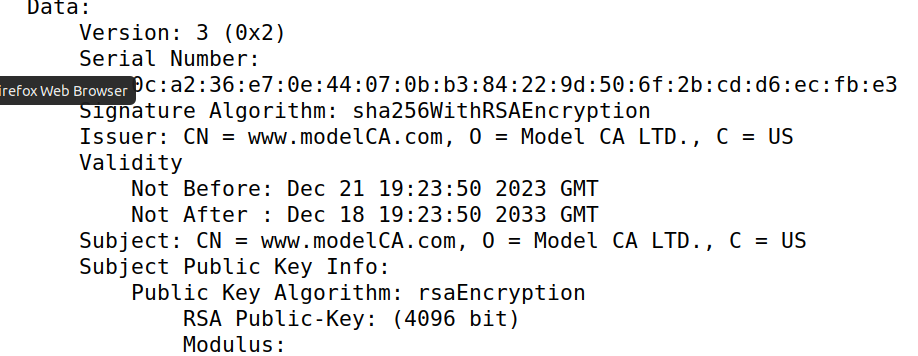 Data:
Version: 3 (0x2)
Serial Number:
0c:a2:36:e7:0e:44:07:0b:b3:84:22:9d:50:6f:2b:cd:d6:ec:fb:e3
irefox Web Browser
Signature Algorithm: sha256WithRSAEncryption
Issuer: CN = www.modelCA.com, O = Model CA LTD., C = US
Validity
Not Before: Dec 21 19:23:50 2023 GMT
Not After : Dec 18 19:23:50 2033 GMT
Subject: CN = www.modelCA.com, O = Model CA LTD., C = US
Subject Public Key Info:
Public Key Algorithm: rsaEncryption
RSA Public-Key: (4096 bit)
Modulus: